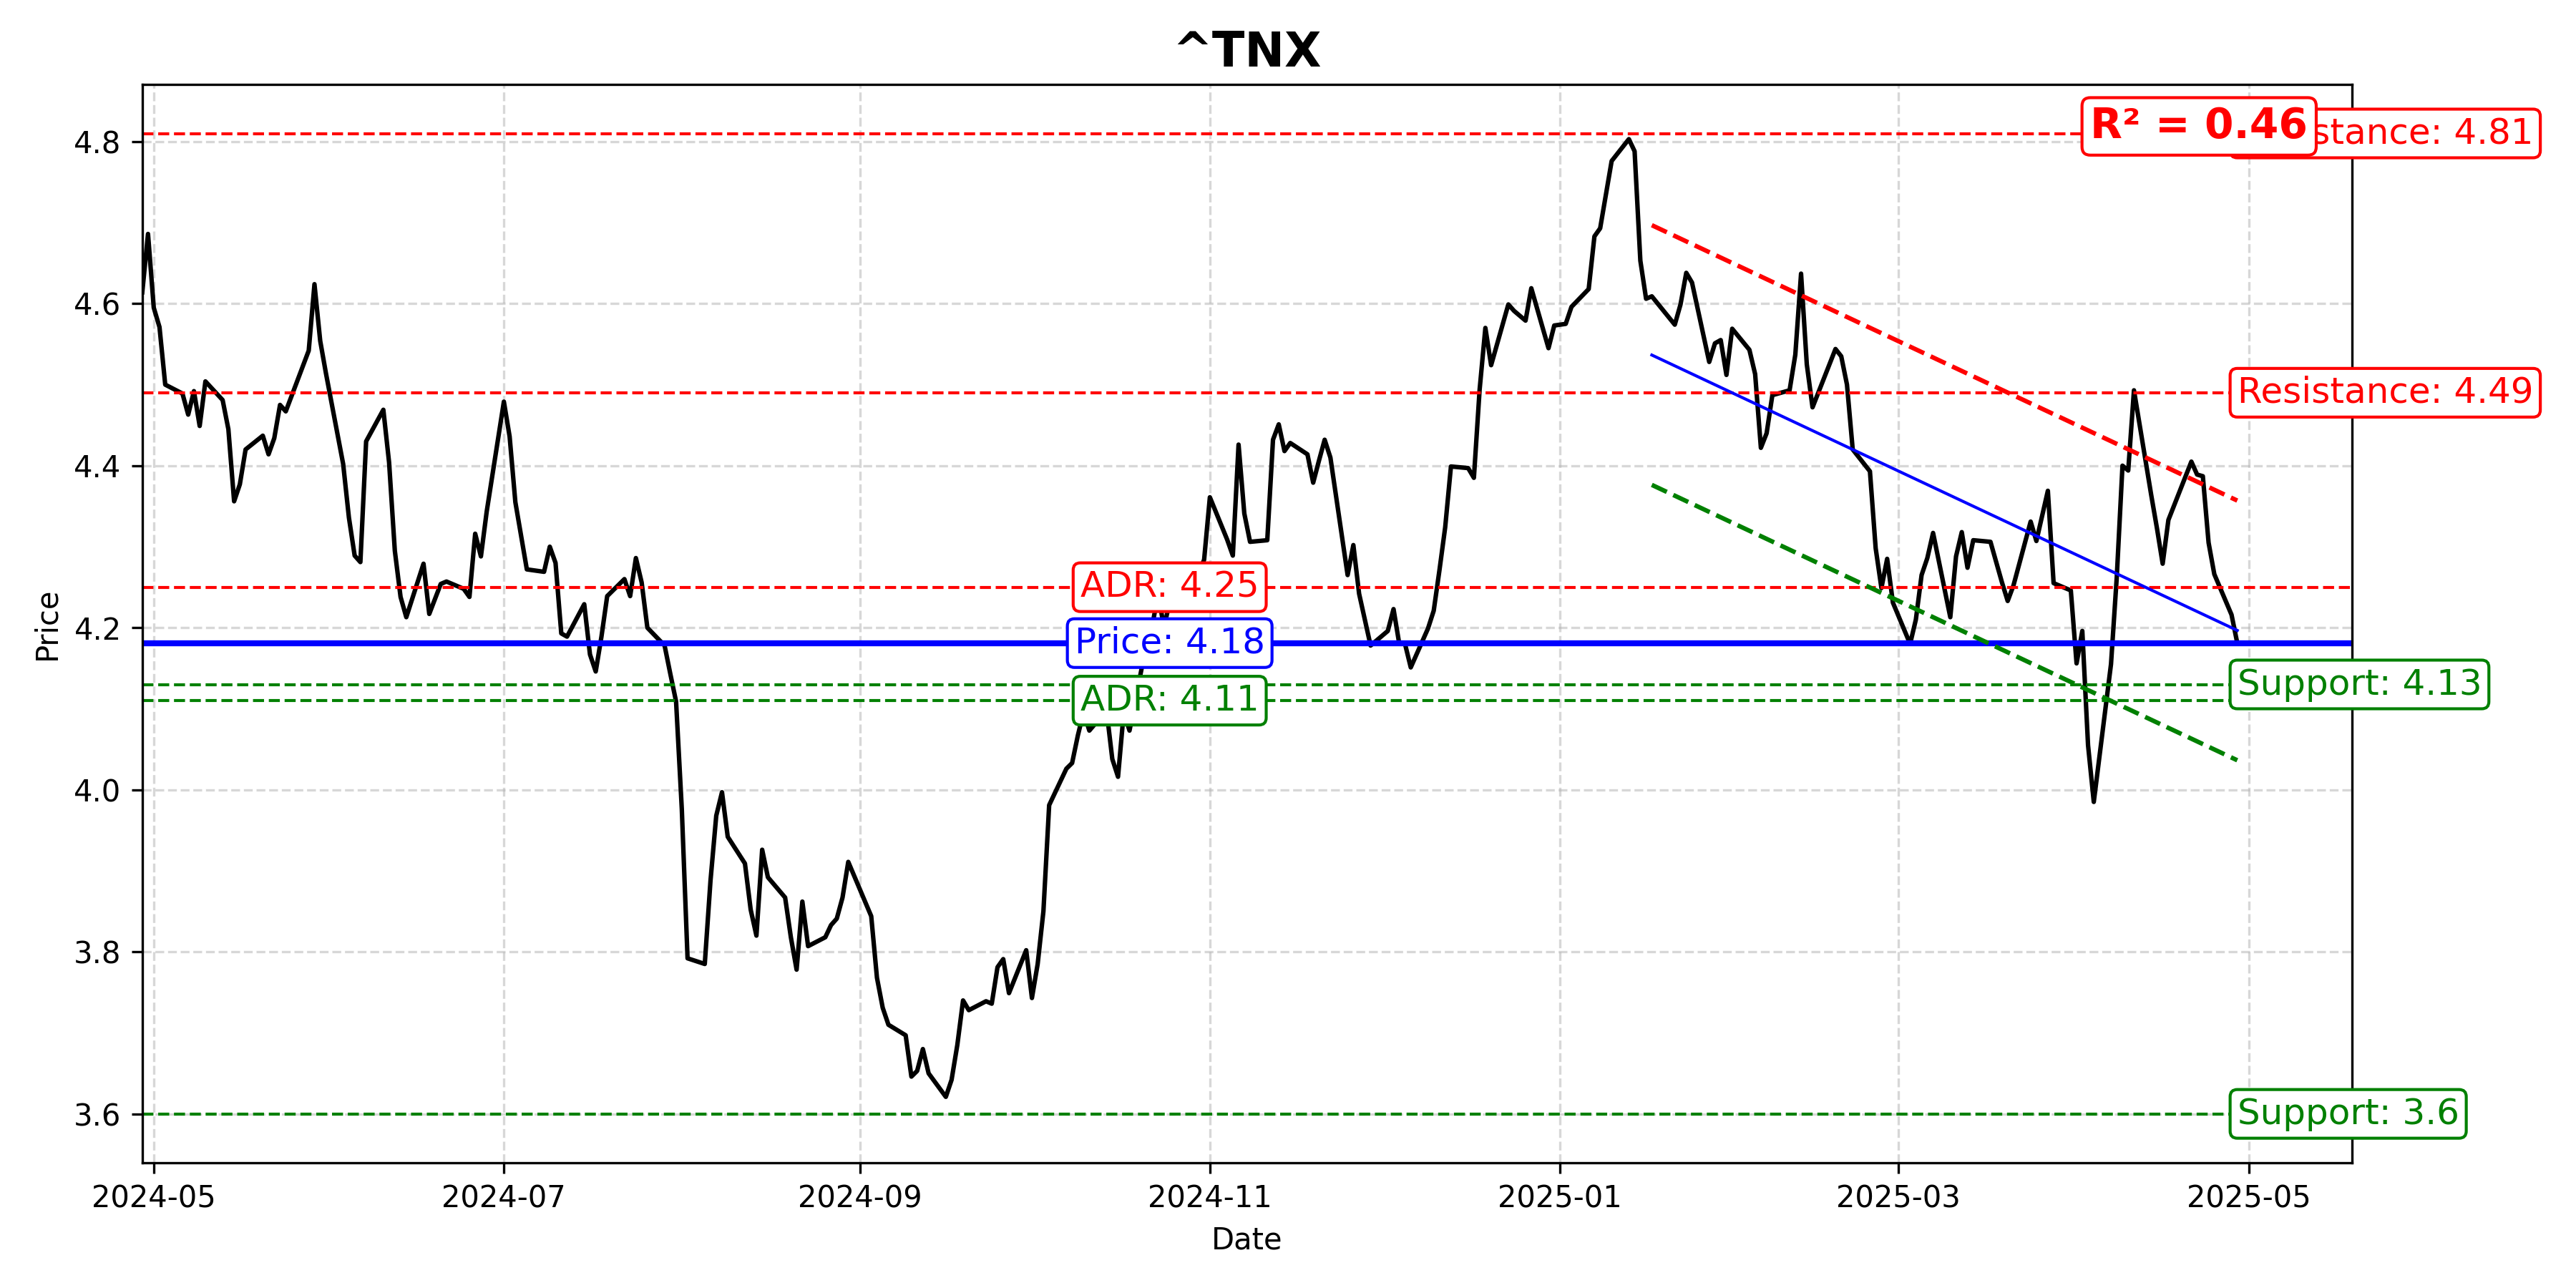 ^TNX
R² = 0.46
stance: 4.81
4.8
4.6
Resistance: 4.49
4.4
ADR: 4.25
4.2
Price: 4.18
Support: 4.13
ADR: 4.11
4.0
3.8
3.6
Support: 3.6
Price
2024-05
2024-07
2024-09
2024-11
2025-01
2025-03
2025-05
Date